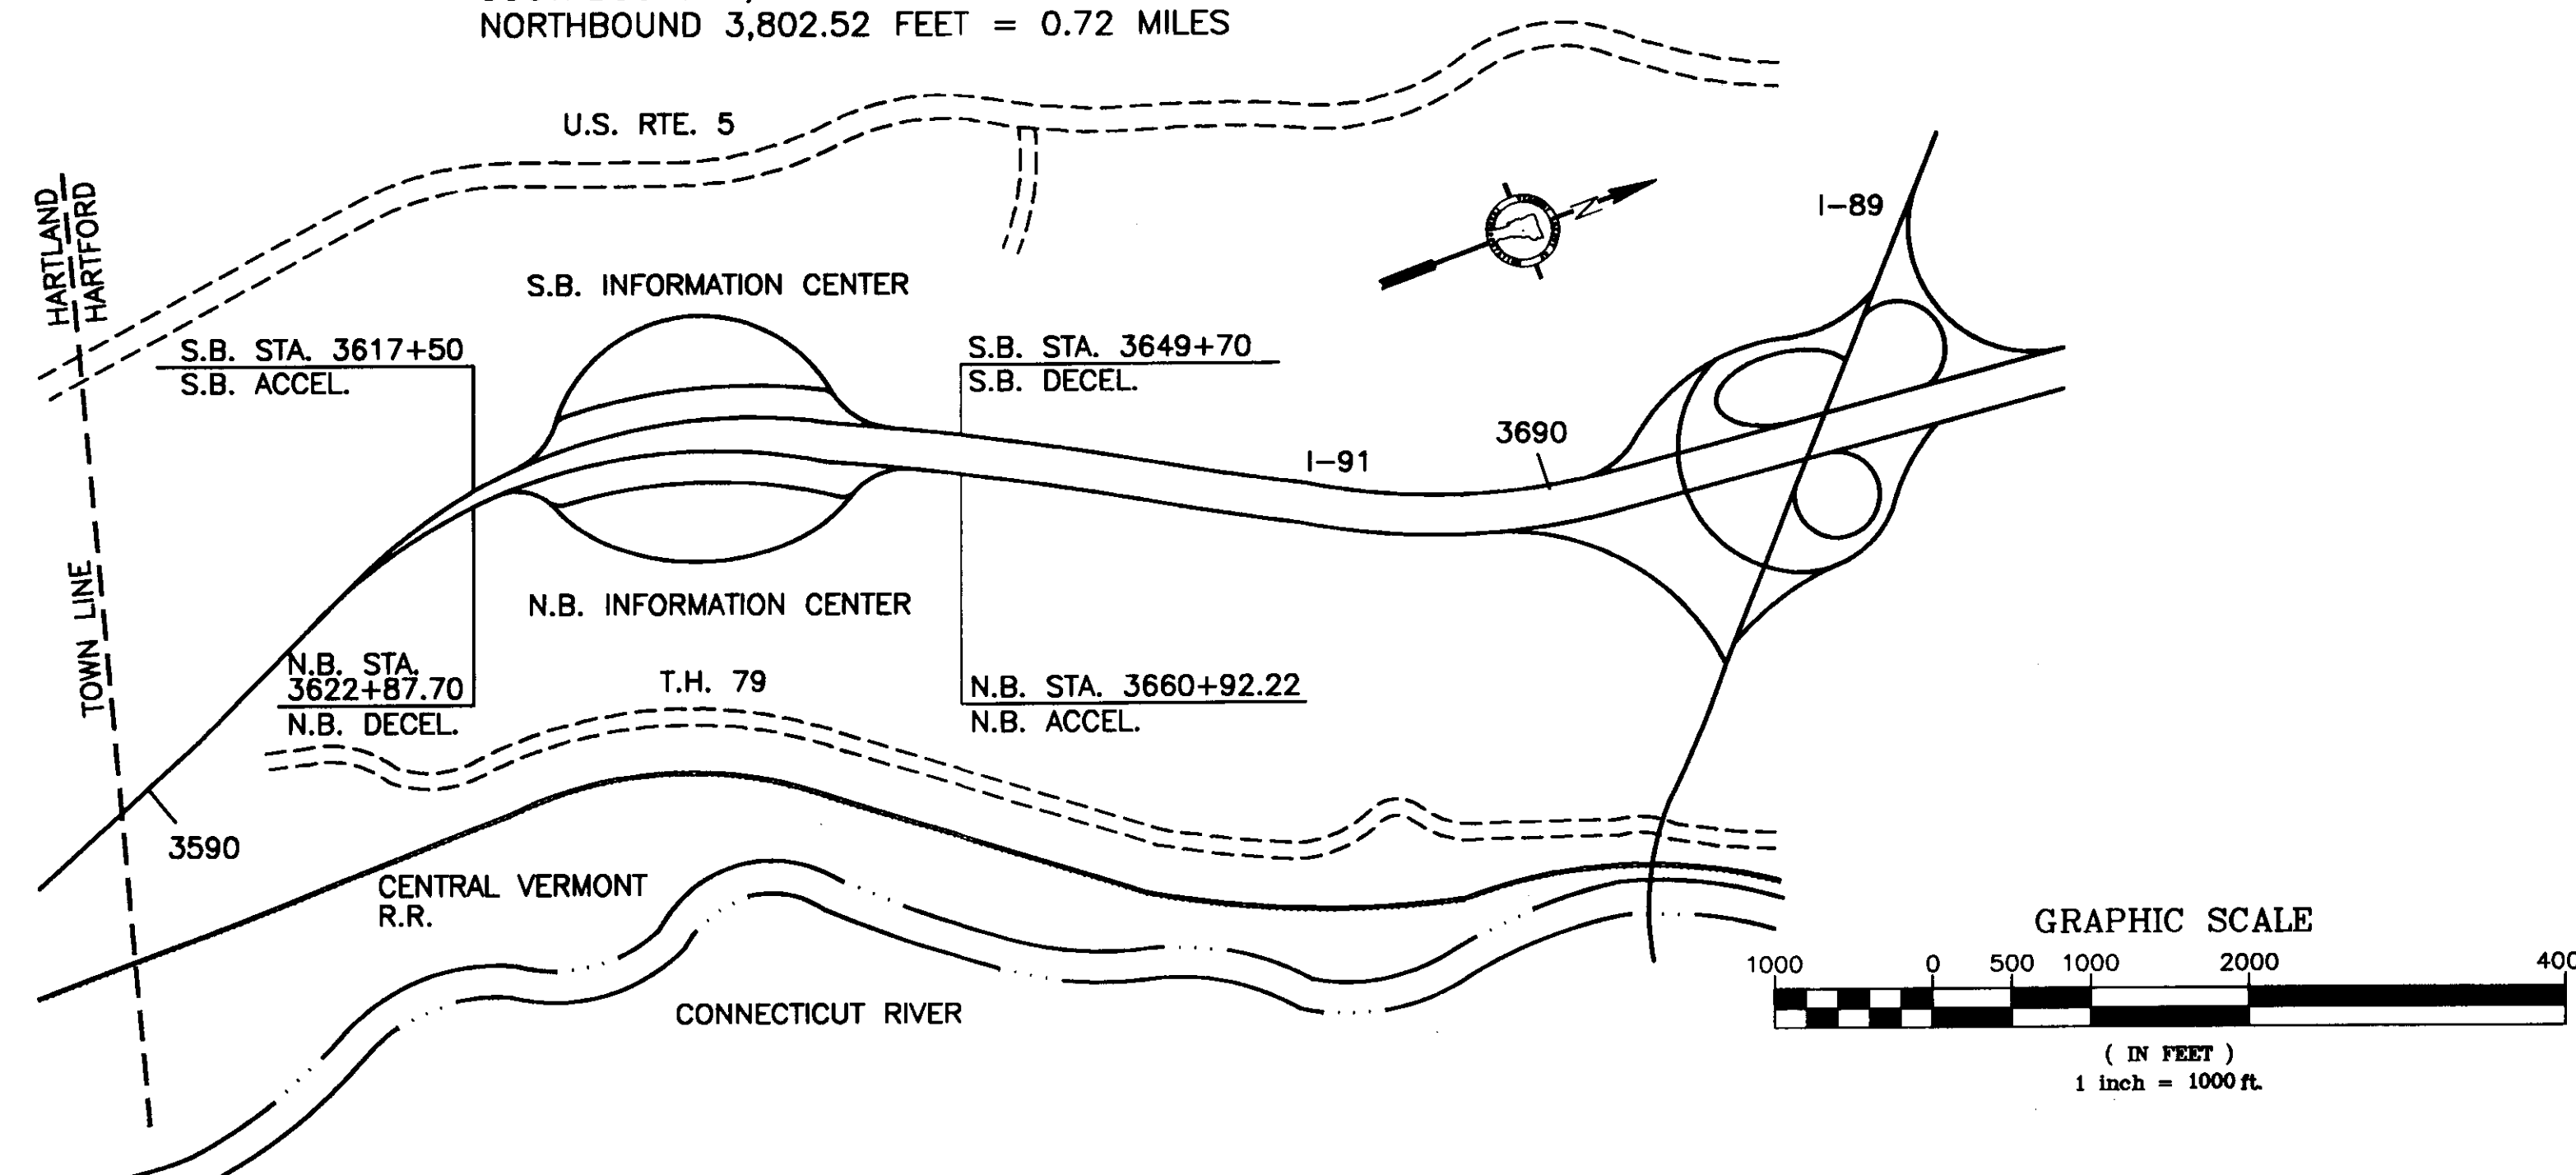 NORTHBOUND 3,802.52 FEET = 0.72 MILES
U.S. RTE. 5
HARTLAND
HARTFORD
N
I-89
S.B. INFORMATION CENTER
S.B. STA. 3617+50
S.B. ACCEL.
S.B. STA. 3649+70
S.B. DECEL.
3690
I-91
TOWN LINE
N.B. INFORMATION CENTER
N.B. STA.
3622+87.70
N.B. DECEL.
T.H. 79
N.B. STA. 3660+92.22
N.B. ACCEL.
3590
CENTRAL VERMONT
R.R.
CONNECTICUT RIVER
GRAPHIC SCALE
1000 0 500 1000 2000 400
( IN FEET )
1 inch = 1000 ft.